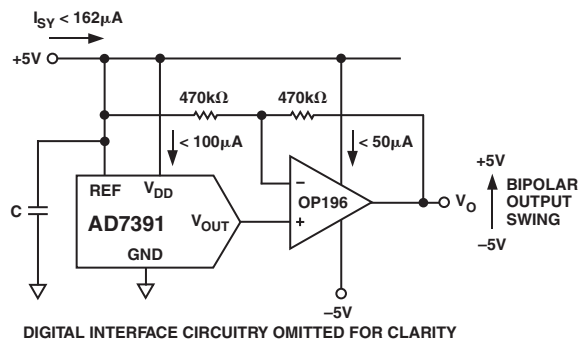 I_SY < 162µA
+5V
470kΩ
470kΩ
< 100µA
< 50µA
REF
V_DD
C
AD7391
V_OUT
GND
–
OP196
+
V_O
+5V
BIPOLAR
OUTPUT
SWING
–5V
–5V
DIGITAL INTERFACE CIRCUITRY OMITTED FOR CLARITY